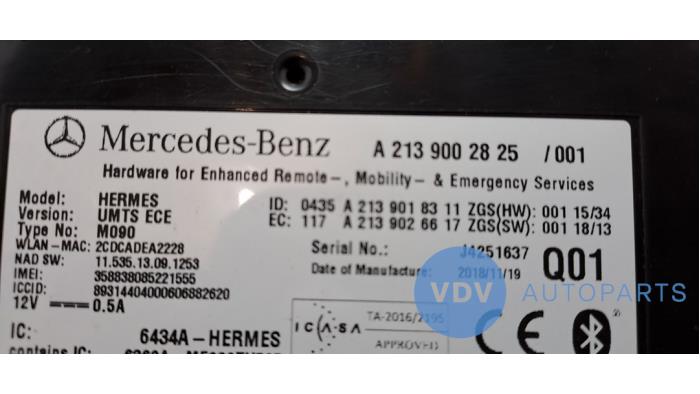 Mercedes-Benz A 213 900 28 25 /001
Hardware for Enhanced Remote-, Mobility- & Emergency Services
Model: HERMES ID: 0435 A 213 901 83 11 ZGS(HW): 001 15/34
Version: UMTS ECE EC: 117 A 213 902 66 17 ZGS(SW): 001 18/13
Type No.: M090
WLAN-MAC: 2CDCADEA2228 Serial No.: J4251637
NAD SW: 11.535.13.09.1253 Date of Manufacture: 2018/11/19 Q01
IMEI: 358838085221555
ICCID: 89314404000606882620
12V 0.5A
VDV AUTOPARTS
ICASA TA-2016/2195
APPROVED
CE
IC: 6434A-HERMES
contains IC: